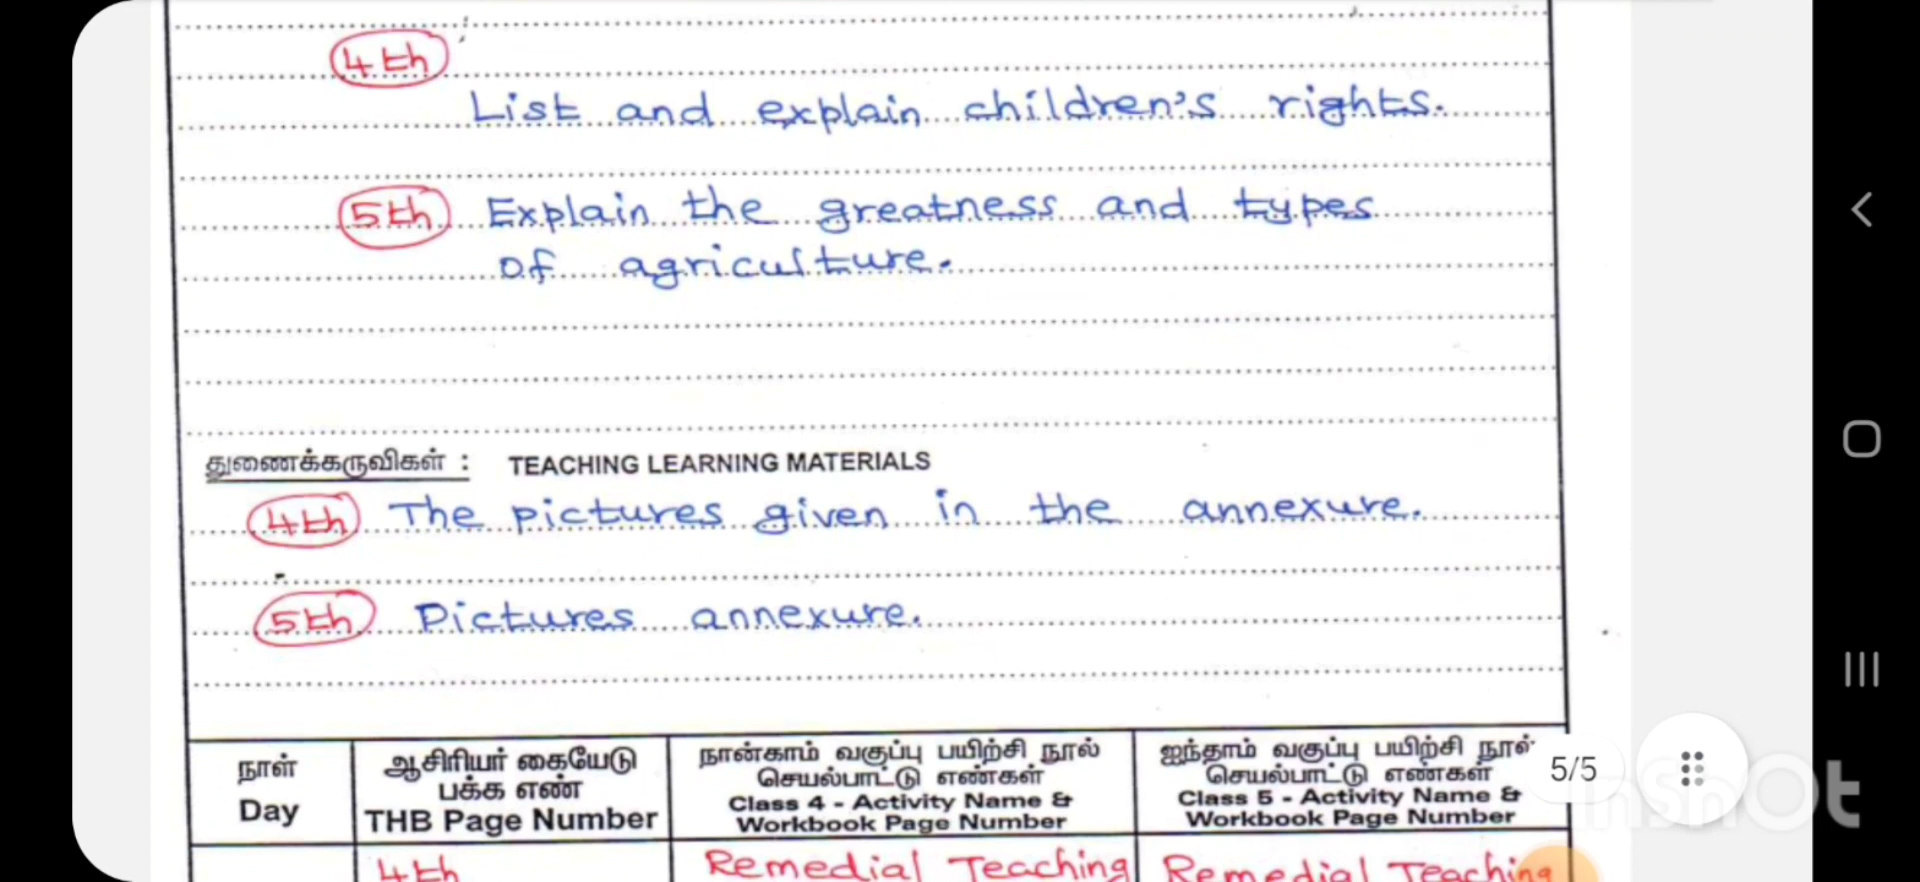 4th
List and explain children's rights.
5th Explain the greatness and types
of agriculture.
துணைக்கருவிகள் : TEACHING LEARNING MATERIALS
4th The pictures given in the annexure.
5th Pictures annexure.
நாள்
Day
ஆசிரியர் கையேடு
பக்க எண்
THB Page Number
நான்காம் வகுப்பு பயிற்சி நூல்
செயல்பாட்டு எண்கள்
Class 4 - Activity Name &
Workbook Page Number
ஐந்தாம் வகுப்பு பயிற்சி நூல்
செயல்பாட்டு எண்கள்
Class 5 - Activity Name &
Workbook Page Number
5/5
InShOt
4th
Remedial Teaching
Remedial Teaching